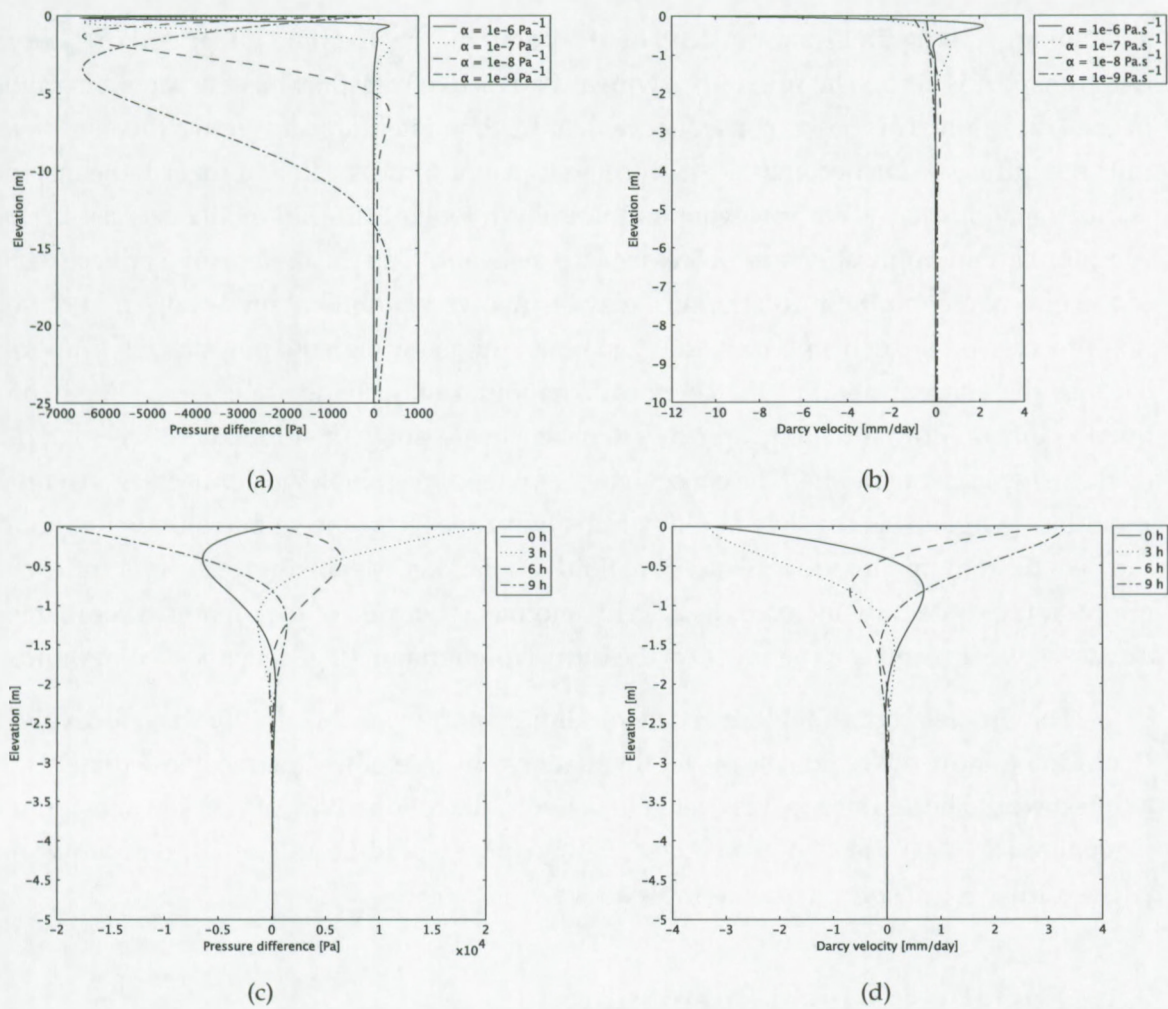 0
-5
-10
-15
-20
-25
Elevation [m]
-7000 -6000 -5000 -4000 -3000 -2000 -1000 0 1000
Pressure difference [Pa]
α = 1e-6 Pa⁻¹
α = 1e-7 Pa⁻¹
α = 1e-8 Pa⁻¹
α = 1e-9 Pa⁻¹
(a)
0
-1
-2
-3
-4
-5
-6
-7
-8
-9
-10
Elevation [m]
-12 -10 -8 -6 -4 -2 0 2 4
Darcy velocity [mm/day]
α = 1e-6 Pa.s⁻¹
α = 1e-7 Pa.s⁻¹
α = 1e-8 Pa.s⁻¹
α = 1e-9 Pa.s⁻¹
(b)
0
-0.5
-1
-1.5
-2
-2.5
-3
-3.5
-4
-4.5
-5
Elevation [m]
-2 -1.5 -1 -0.5 0 0.5 1 1.5 2
Pressure difference [Pa]
x10⁴
0 h
3 h
6 h
9 h
(c)
0
-0.5
-1
-1.5
-2
-2.5
-3
-3.5
-4
-4.5
-5
Elevation [m]
-4 -3 -2 -1 0 1 2 3 4
Darcy velocity [mm/day]
0 h
3 h
6 h
9 h
(d)